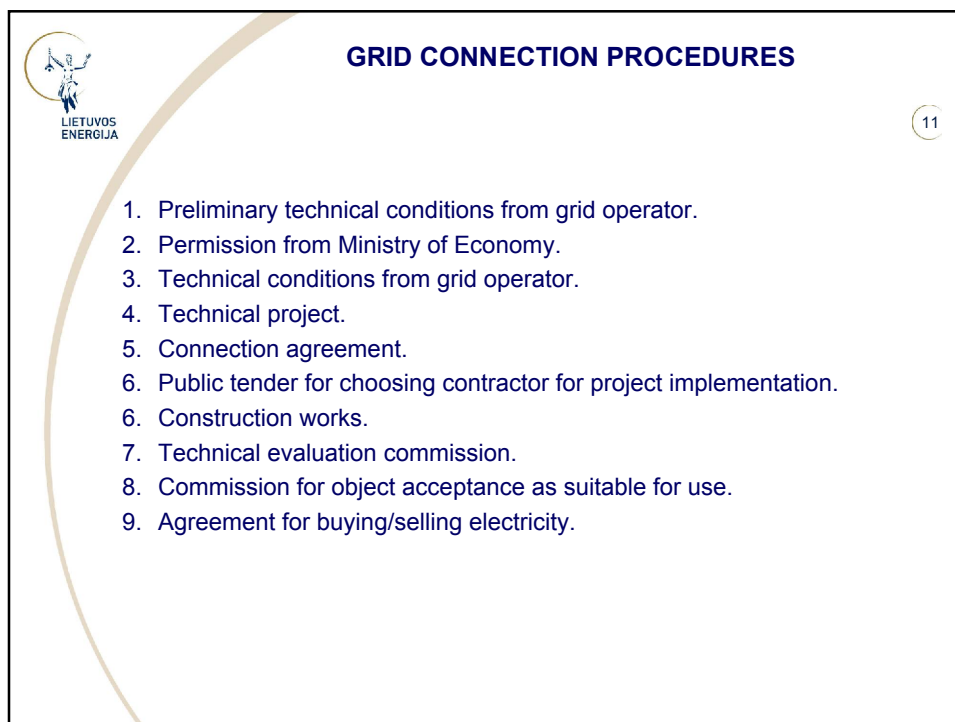 GRID CONNECTION PROCEDURES
LIETUVOS
ENERGIJA
11
1. Preliminary technical conditions from grid operator.
2. Permission from Ministry of Economy.
3. Technical conditions from grid operator.
4. Technical project.
5. Connection agreement.
6. Public tender for choosing contractor for project implementation.
6. Construction works.
7. Technical evaluation commission.
8. Commission for object acceptance as suitable for use.
9. Agreement for buying/selling electricity.